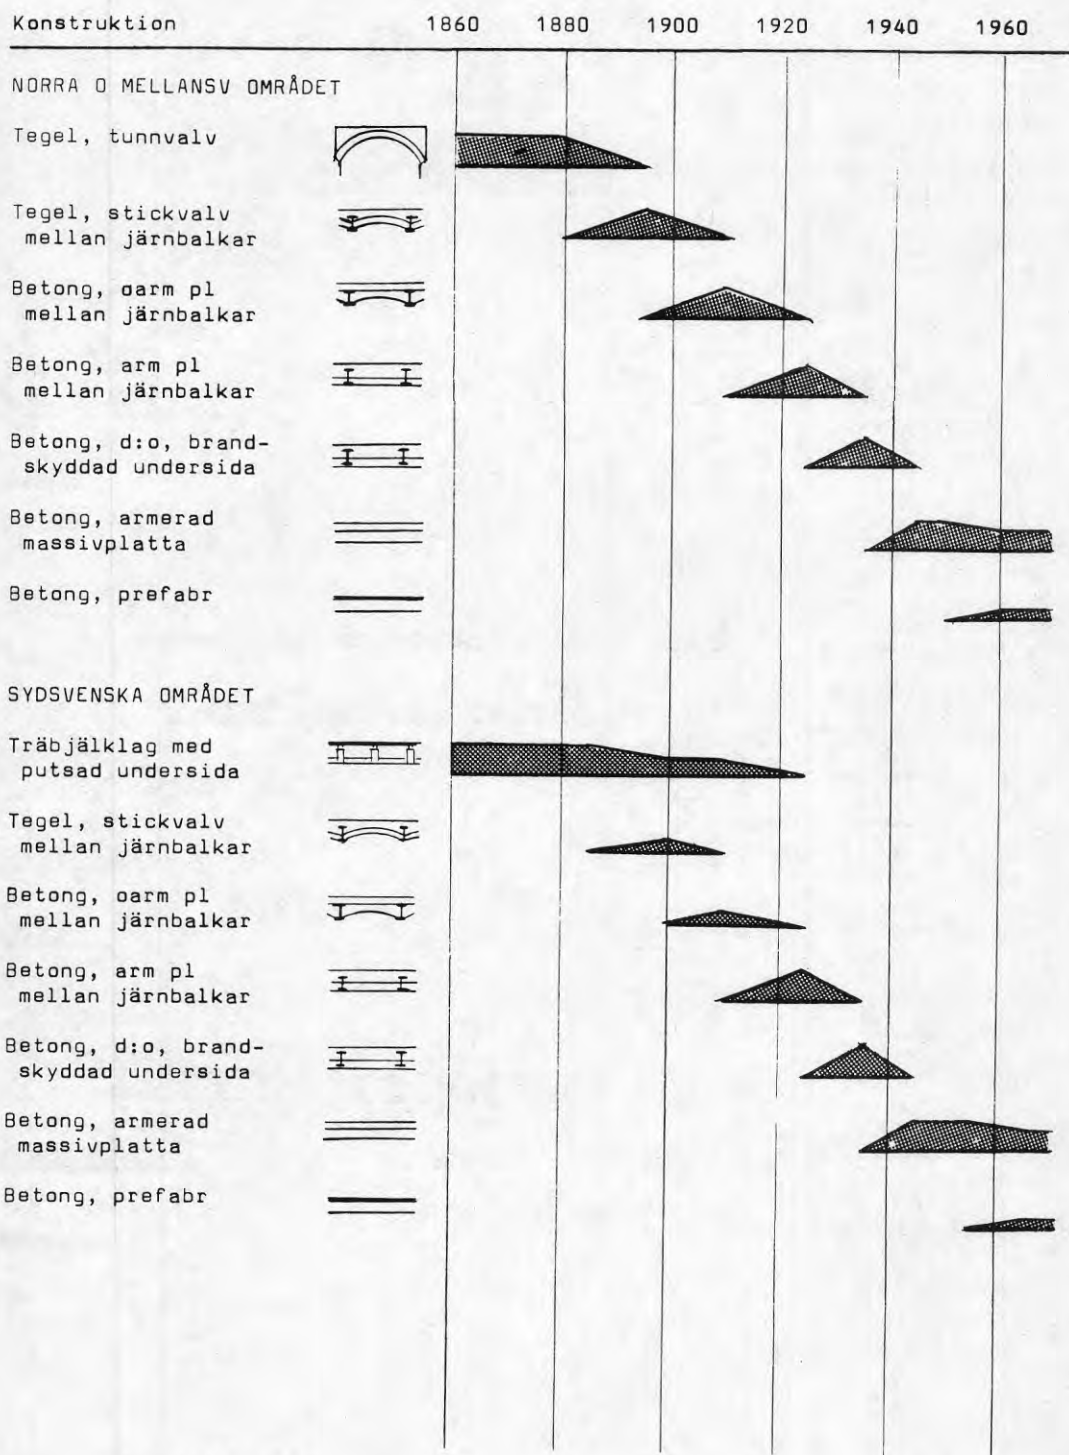 Konstruktion 1860 1880 1900 1920 1940 1960
NORRA O MELLANSV OMRÅDET
Tegel, tunnvalv
Tegel, stickvalv
mellan järnbalkar
Betong, oarm pl
mellan järnbalkar
Betong, arm pl
mellan järnbalkar
Betong, d:o, brand-
skyddad undersida
Betong, armerad
massivplatta
Betong, prefabr
SYDSVENSKA OMRÅDET
Träbjälklag med
putsad undersida
Tegel, stickvalv
mellan järnbalkar
Betong, oarm pl
mellan järnbalkar
Betong, arm pl
mellan järnbalkar
Betong, d:o, brand-
skyddad undersida
Betong, armerad
massivplatta
Betong, prefabr